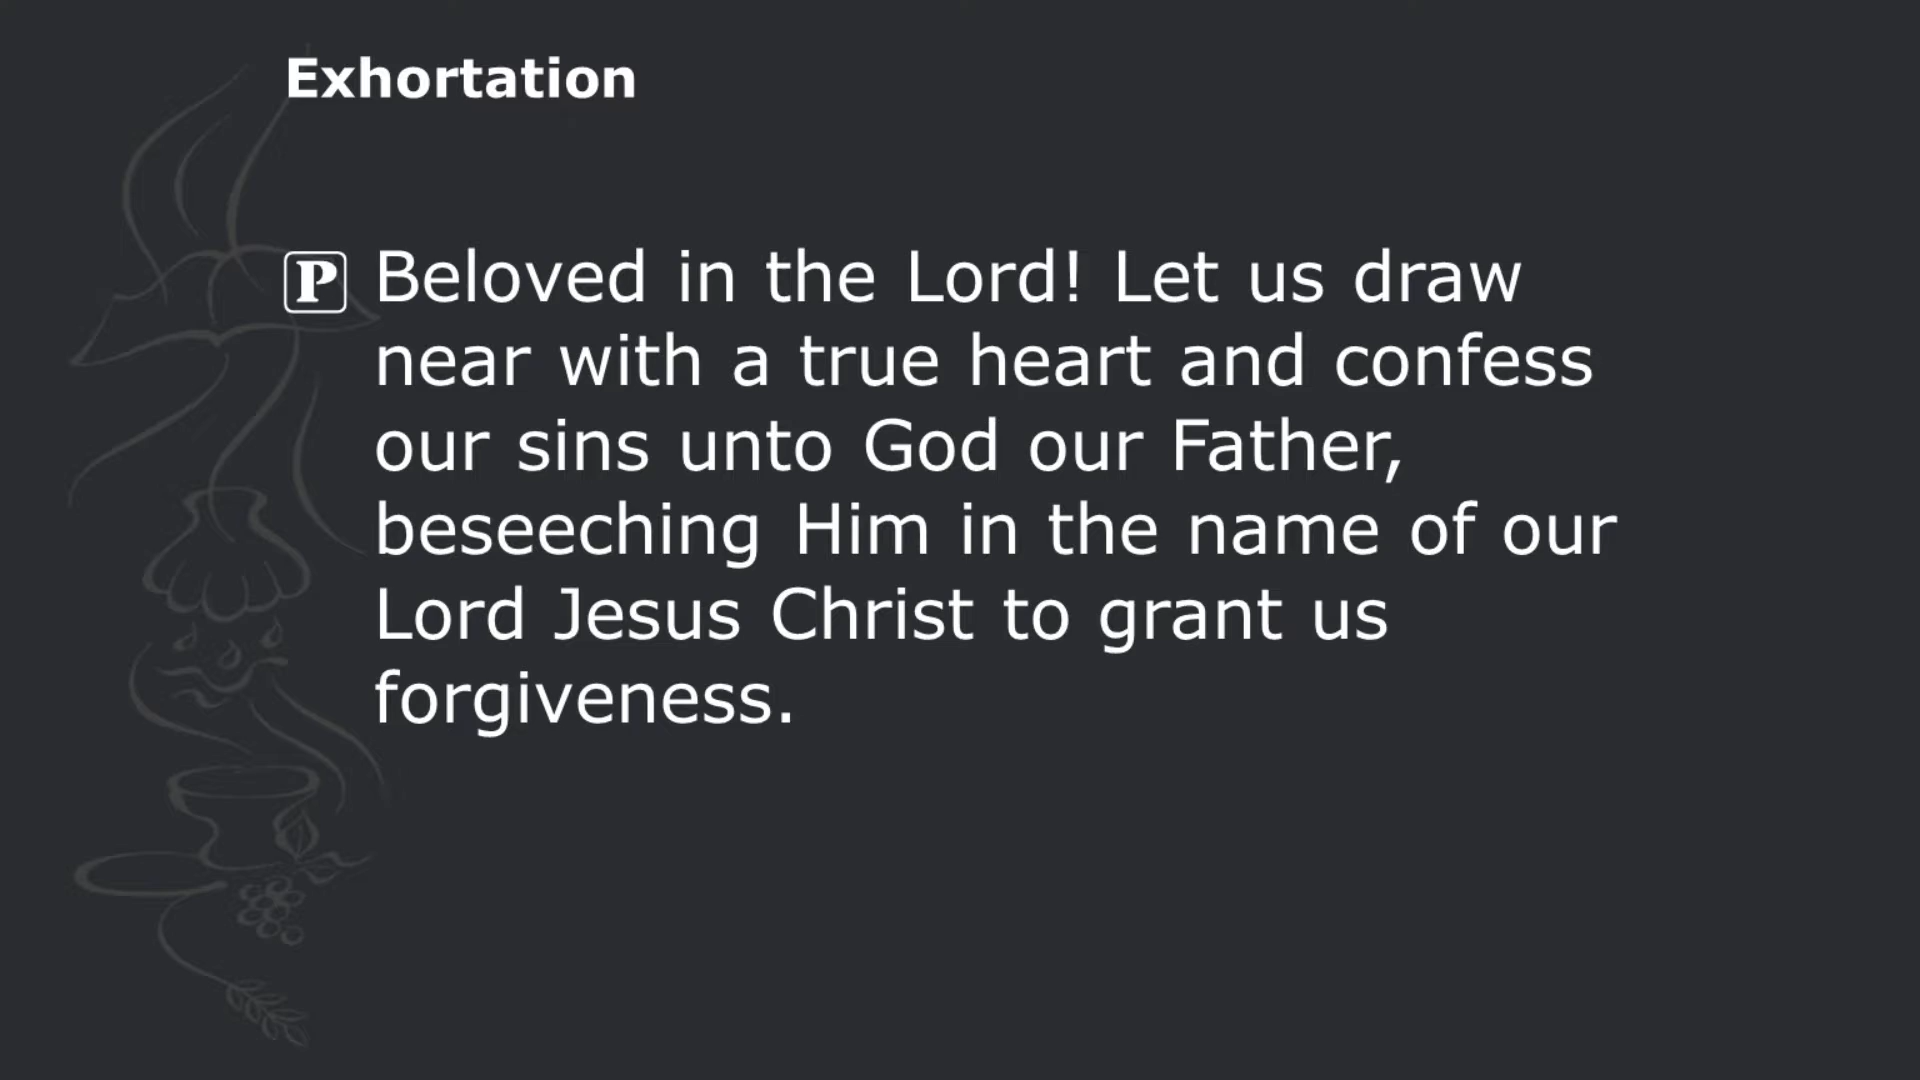 Exhortation
P Beloved in the Lord! Let us draw
near with a true heart and confess
our sins unto God our Father,
beseeching Him in the name of our
Lord Jesus Christ to grant us
forgiveness.